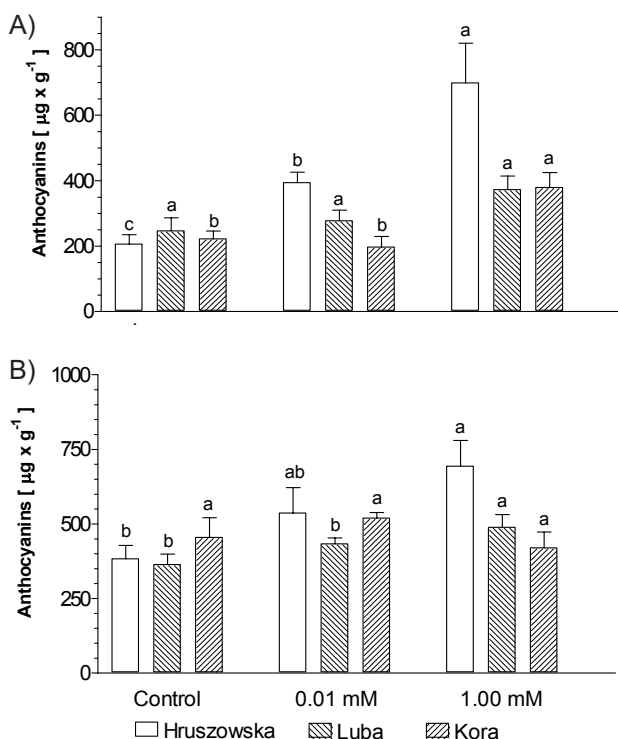 A)
Anthocyanins [ µg x g⁻¹ ]
800
600
400
200
0
c a b
b a b
a a a
B)
Anthocyanins [ µg x g⁻¹ ]
1000
750
500
250
0
b b a
ab b a
a a a
Control 0.01 mM 1.00 mM
Hruszowska Luba Kora